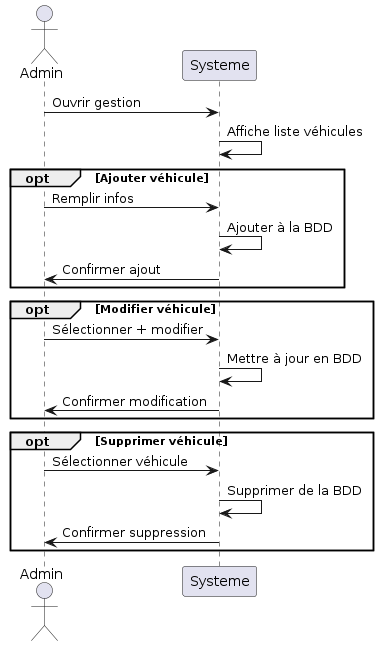 Admin
Systeme
Ouvrir gestion
Affiche liste véhicules
opt [Ajouter véhicule]
Remplir infos
Ajouter à la BDD
Confirmer ajout
opt [Modifier véhicule]
Sélectionner + modifier
Mettre à jour en BDD
Confirmer modification
opt [Supprimer véhicule]
Sélectionner véhicule
Supprimer de la BDD
Confirmer suppression
Admin
Systeme